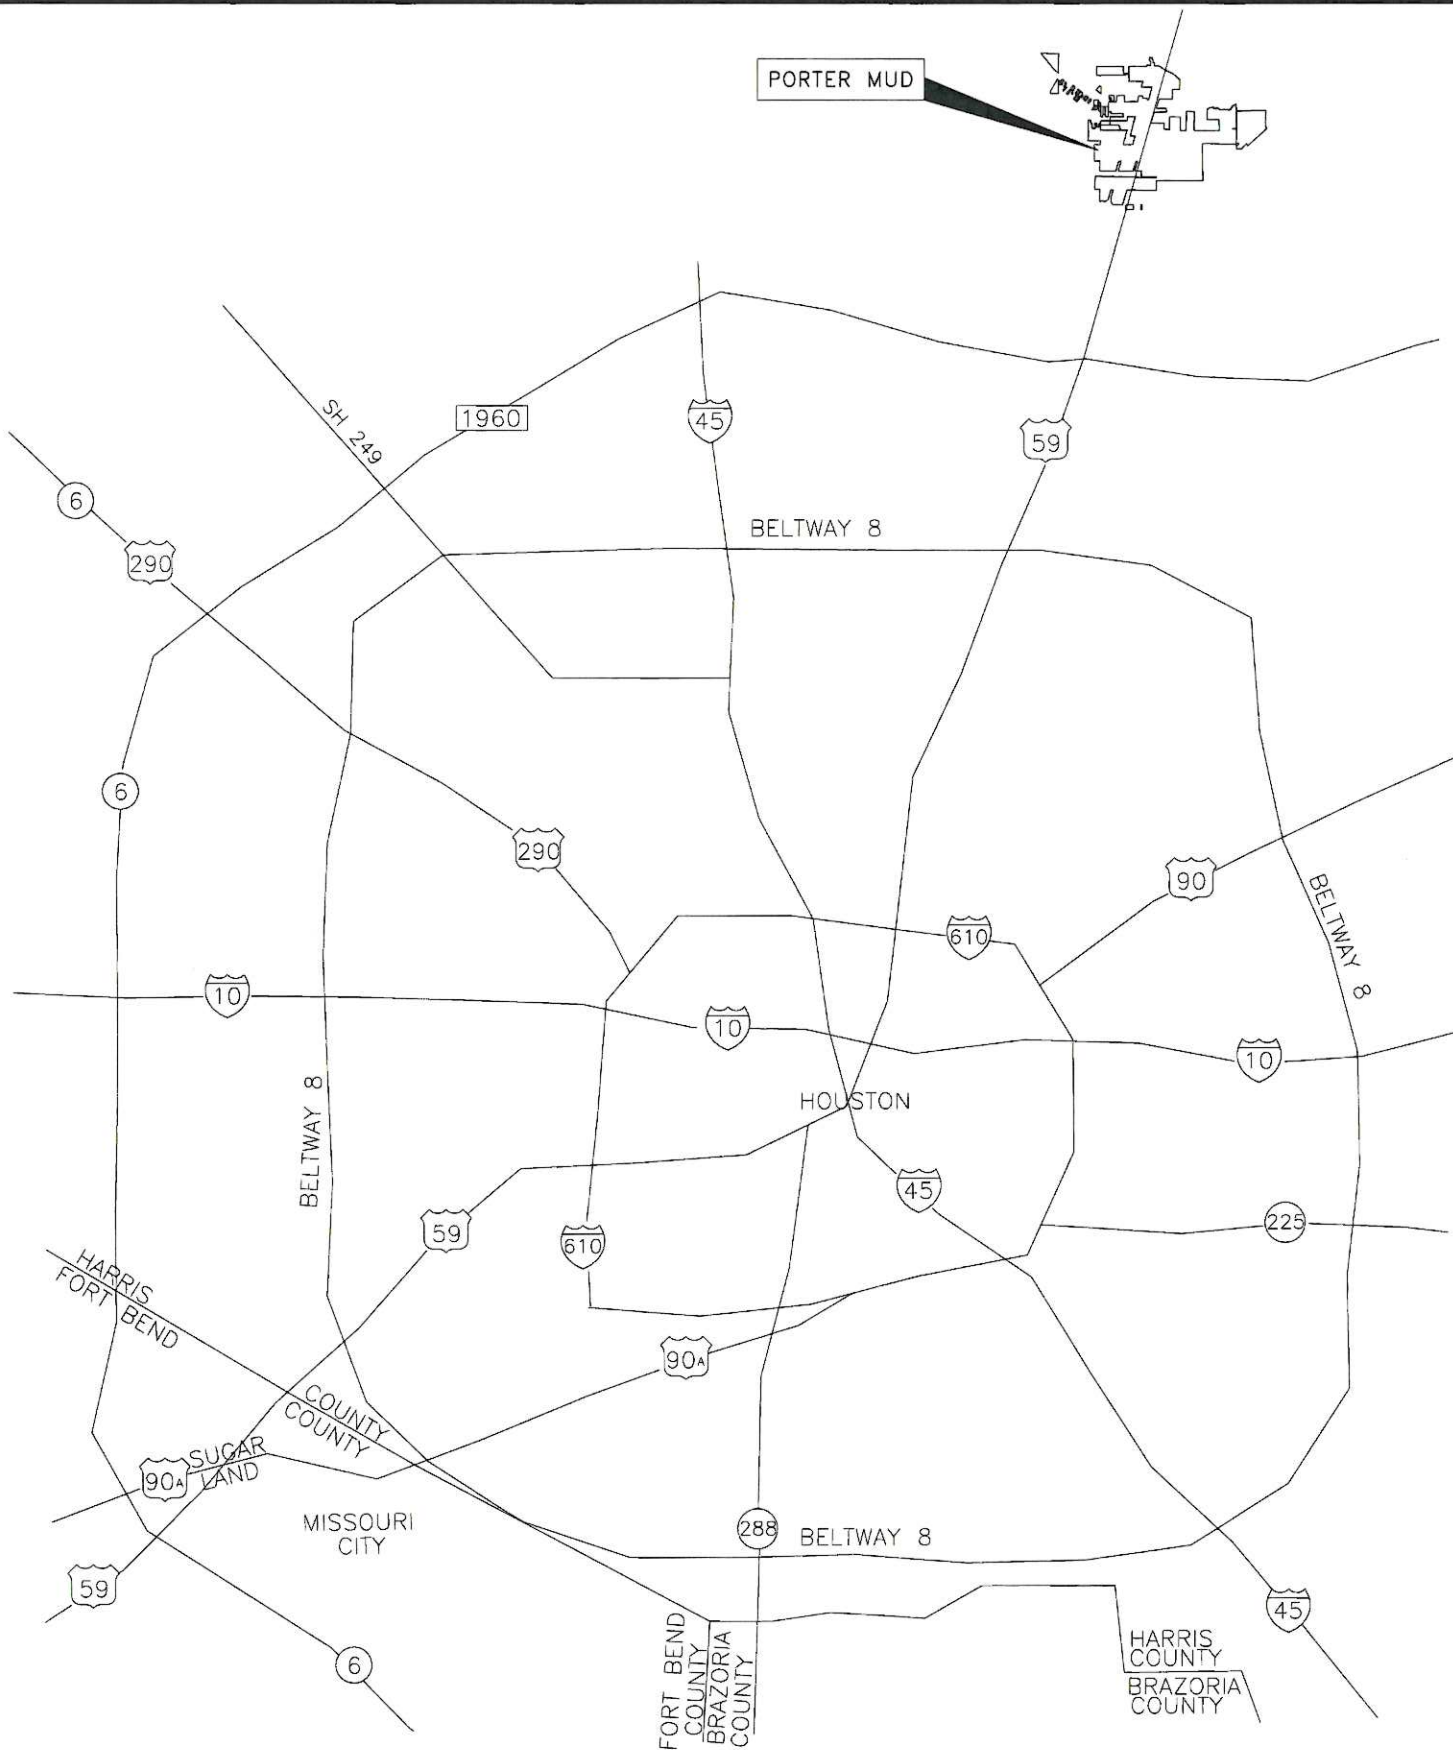 PORTER MUD
1960
SH 249
45
59
6
290
BELTWAY 8
6
290
90
610
BELTWAY 8
10
10
10
HOUSTON
BELTWAY 8
45
59
610
225
HARRIS
FORT BEND
90A
COUNTY
COUNTY
SUGAR
LAND
90A
MISSOURI
CITY
288
BELTWAY 8
59
45
6
FORT BEND
COUNTY
BRAZORIA
COUNTY
HARRIS
COUNTY
BRAZORIA
COUNTY